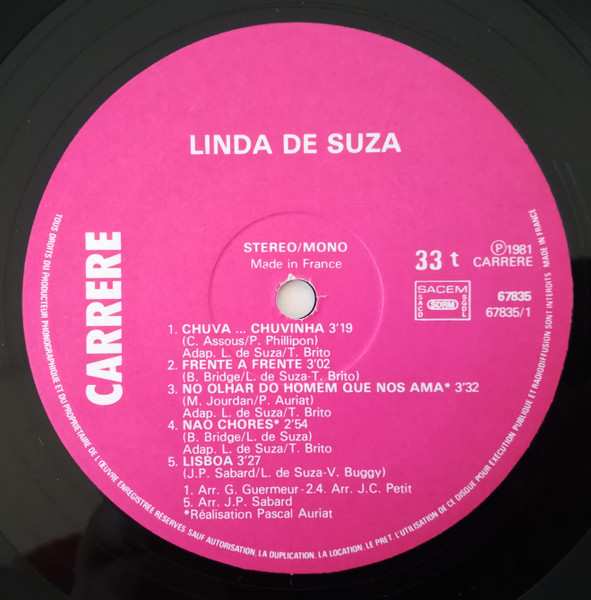 LINDA DE SUZA
CARRERE
STEREO/MONO
Made in France
33 t
Ⓟ1981
CARRERE
SACEM
SACD
SDRM
SGDL
67835
67835/1
1. CHUVA ... CHUVINHA 3'19
(C. Assous/P. Phillipon)
Adap. L. de Suza/T. Brito
2. FRENTE A FRENTE 3'02
(B. Bridge/L. de Suza-T. Brito)
3. NO OLHAR DO HOMEM QUE NOS AMA* 3'32
(M. Jourdan/P. Auriat)
Adap. L. de Suza/T. Brito
4. NAO CHORES* 2'54
(B. Bridge/L. de Suza)
Adap. L. de Suza/T. Brito
5. LISBOA 3'27
(J.P. Sabard/L. de Suza-V. Buggy)
1. Arr. G. Guermeur-2.4. Arr. J.C. Petit
5. Arr. J.P. Sabard
*Réalisation Pascal Auriat
TOUS DROITS DU PRODUCTEUR PHONOGRAPHIQUE ET DU PROPRIETAIRE DE L'ŒUVRE ENREGISTREE RESERVES SAUF AUTORISATION, LA DUPLICATION, LA LOCATION, LE PRET, L'UTILISATION DE CE DISQUE POUR EXECUTION PUBLIQUE ET RADIODIFFUSION SONT INTERDITS MADE IN FRANCE